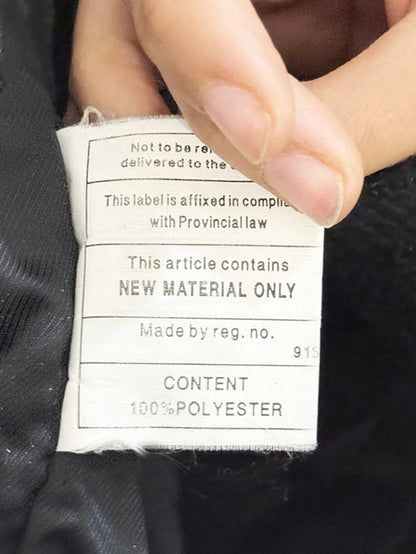 Not to be
delivered to the
This label is affixed in
with Provincial law
This article contains
NEW MATERIAL ONLY
Made by reg. no.
91
CONTENT
100%POLYESTER